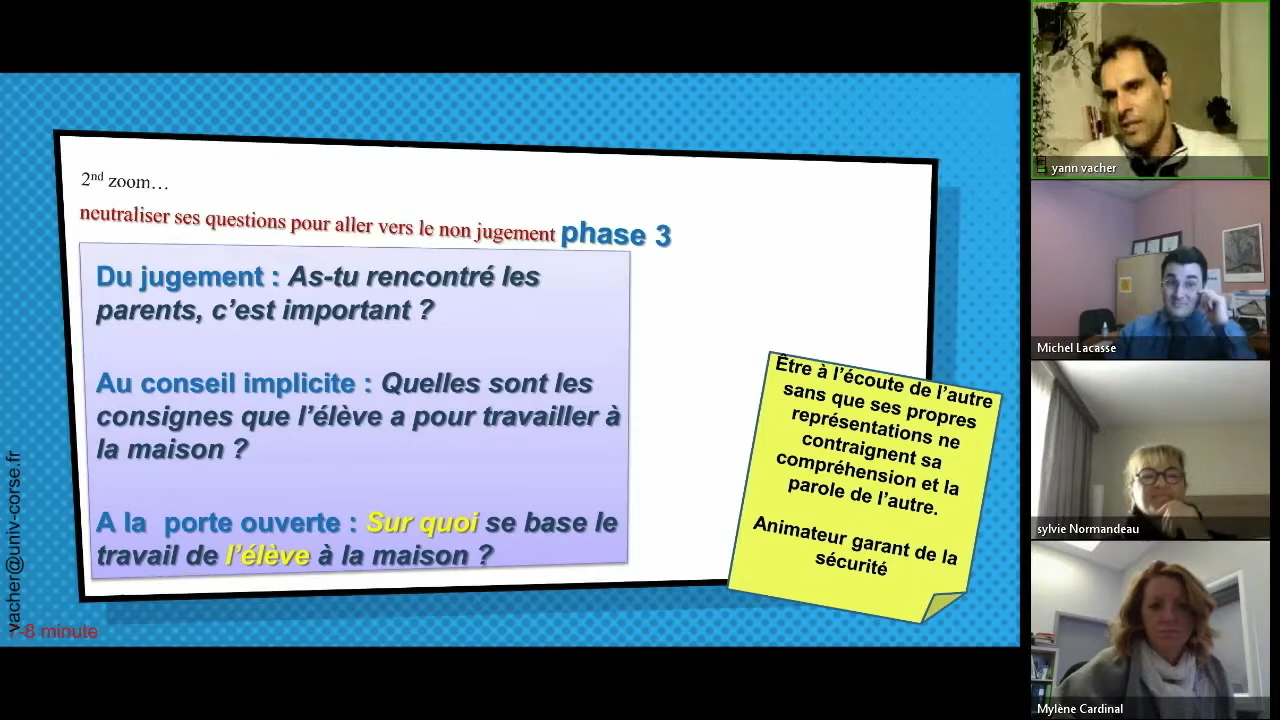 2nd zoom…
neutraliser ses questions pour aller vers le non jugement phase 3
Du jugement : As-tu rencontré les
parents, c'est important ?
Au conseil implicite : Quelles sont les
consignes que l'élève a pour travailler à
la maison ?
A la porte ouverte : Sur quoi se base le
travail de l'élève à la maison ?
Être à l'écoute de l'autre
sans que ses propres
représentations ne
contraignent sa
compréhension et la
parole de l'autre.
Animateur garant de la
sécurité
vacher@univ-corse.fr
-8 minute
yann vacher
Michel Lacasse
sylvie Normandeau
Mylène Cardinal